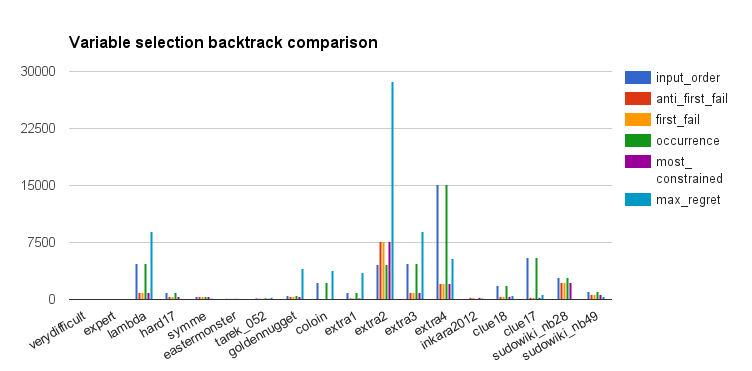 Variable selection backtrack comparison
30000
22500
15000
7500
0
input_order
anti_first_fail
first_fail
occurrence
most_
constrained
max_regret
verydifficult
expert
lambda
hard17
symme
easternmonster
tarek_052
goldennugget
coloin
extra1
extra2
extra3
extra4
inkara2012
clue18
clue17
sudowiki_nb28
sudowiki_nb49